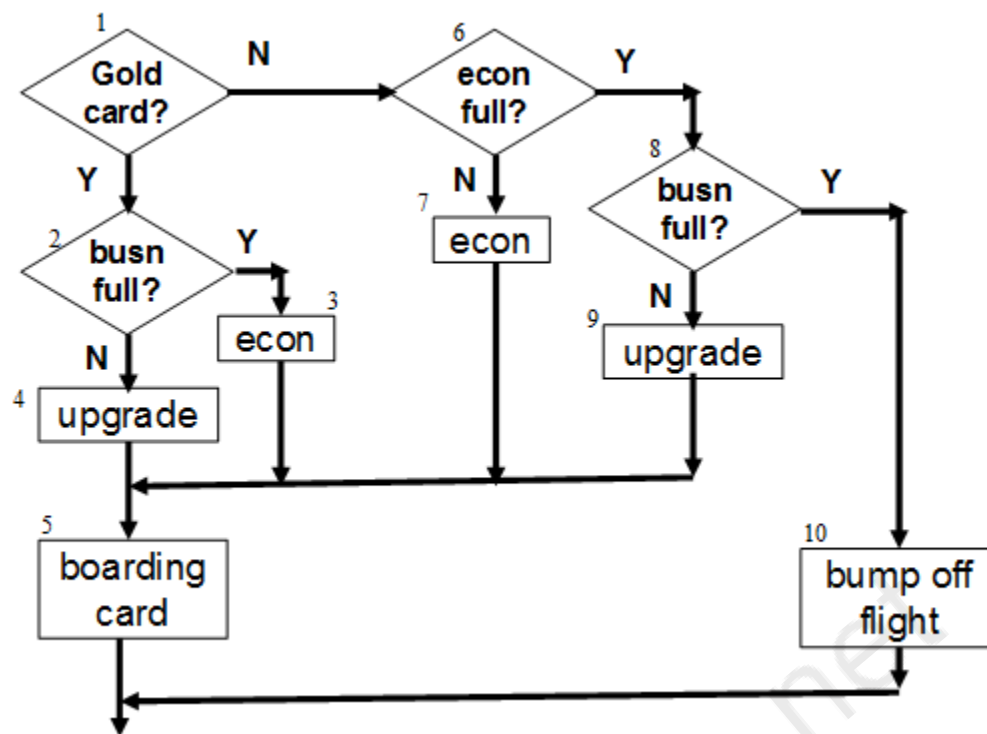 1
Gold
card?
N
6
econ
full?
Y
Y
N
8
busn
full?
Y
2
busn
full?
Y
7
econ
3
econ
N
9
upgrade
N
4
upgrade
5
boarding
card
10
bump off
flight
net